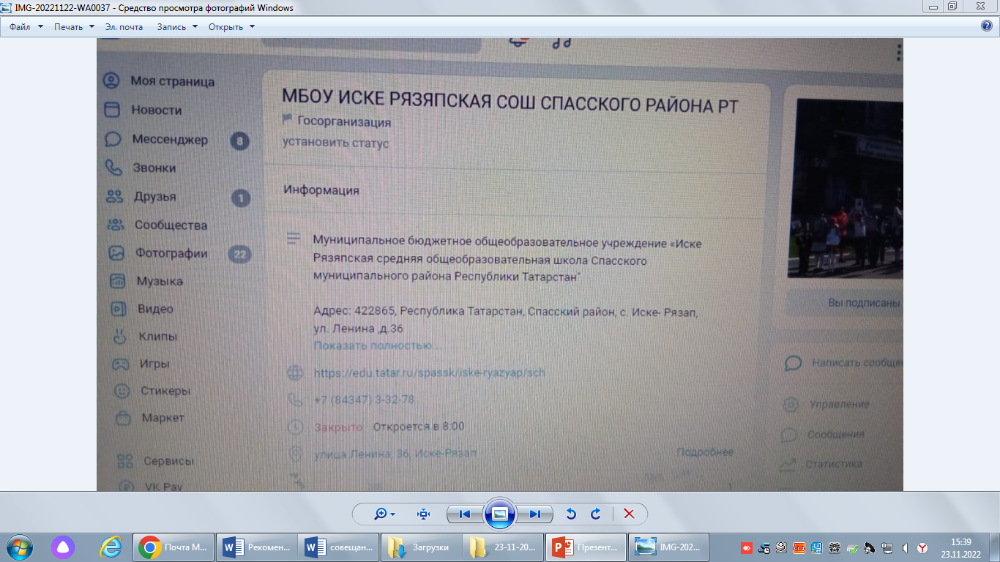 IMG-20221122-WA0037 - Средство просмотра фотографий Windows
Файл Печать Эл. почта Запись Открыть
Моя страница
Новости
Мессенджер 8
Звонки
Друзья 1
Сообщества
Фотографии 22
Музыка
Видео
Клипы
Игры
Стикеры
Маркет
Сервисы
VK Pay
МБОУ ИСКЕ РЯЗЯПСКАЯ СОШ СПАССКОГО РАЙОНА РТ
Госорганизация
установить статус
Информация
Муниципальное бюджетное общеобразовательное учреждение «Иске
Рязяпская средняя общеобразовательная школа Спасского
муниципального района Республики Татарстан"
Адрес: 422865, Республика Татарстан, Спасский район, с. Иске- Рязап,
ул. Ленина ,д.36
Показать полностью...
https://edu.tatar.ru/spassk/iske-ryazyap/sch
+7 (84347) 3-32-78
Закрыто Откроется в 8:00
улица Ленина, 36, Иске-Рязап
Подробнее
Вы подписаны
Написать сообще
Управление
Сообщения
Статистика
Почта М...
Рекомен...
совещан...
Загрузки
23-11-20...
Презент...
IMG-202...
15:39
23.11.2022